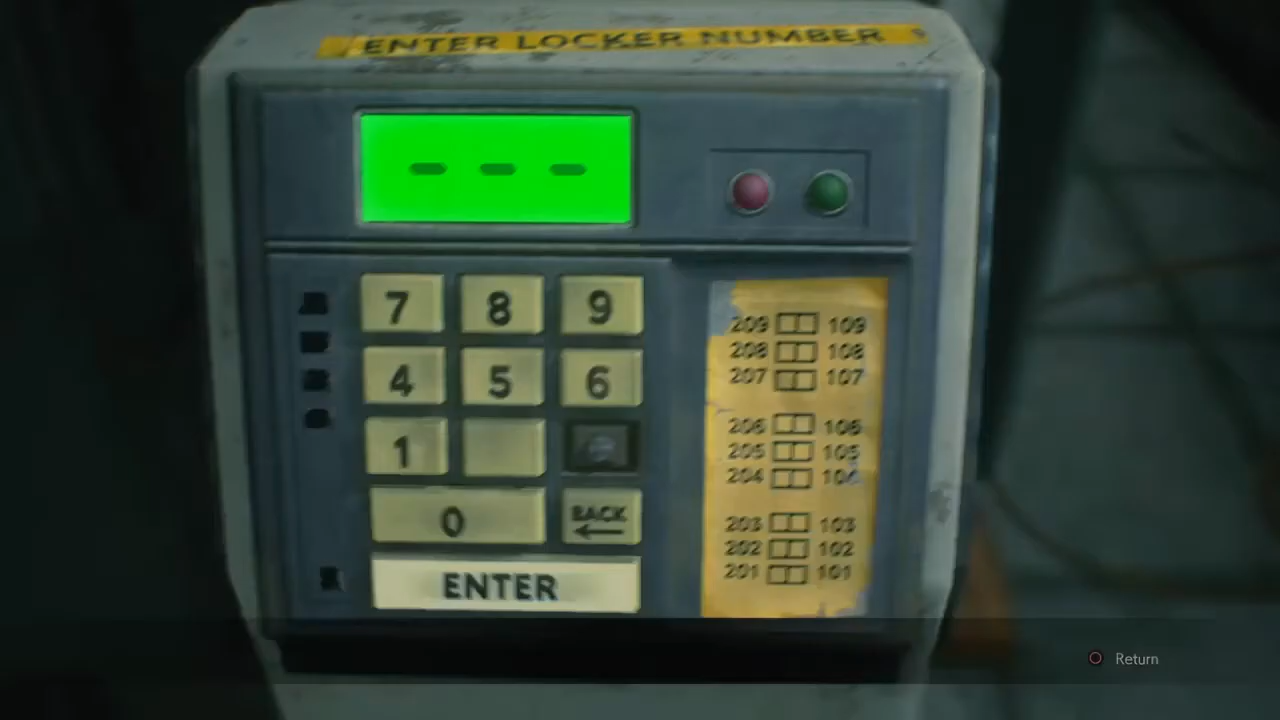 ENTER LOCKER NUMBER
- - -
7 8 9
4 5 6
1
0 BACK
ENTER
209 109
208 108
207 107
206 106
205 105
204 104
203 103
202 102
201 101
Return